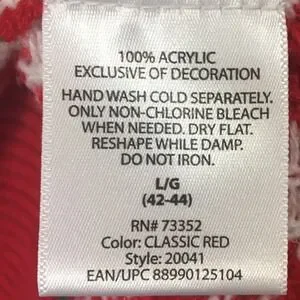 100% ACRYLIC
EXCLUSIVE OF DECORATION
HAND WASH COLD SEPARATELY.
ONLY NON-CHLORINE BLEACH
WHEN NEEDED. DRY FLAT.
RESHAPE WHILE DAMP.
DO NOT IRON.
L/G
(42-44)
RN# 73352
Color: CLASSIC RED
Style: 20041
EAN/UPC 88990125104